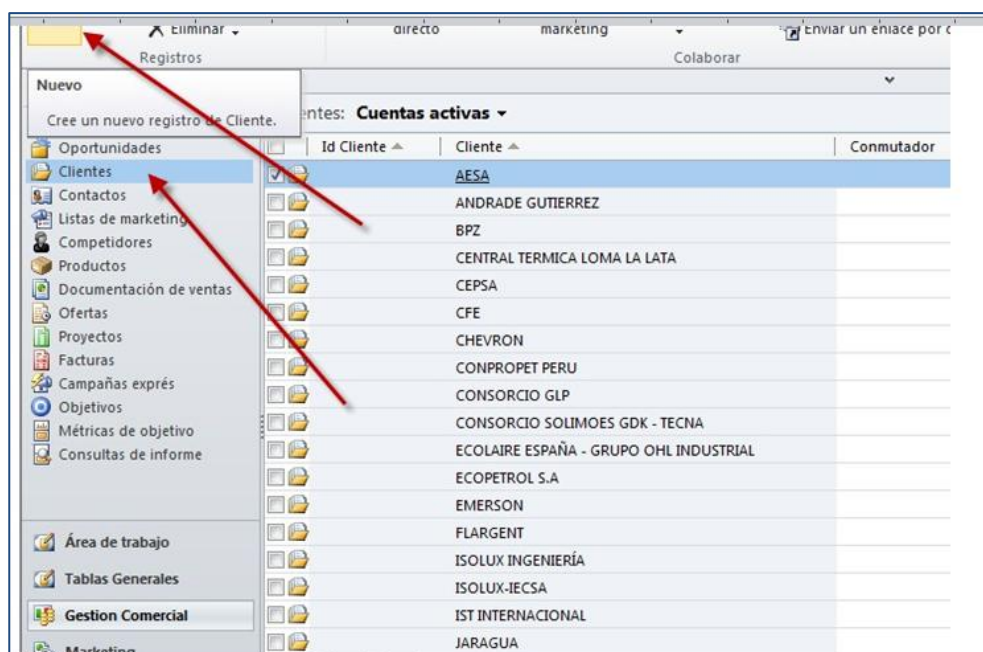 Eliminar directo marketing Enviar un enlace por c
Registros Colaborar
Nuevo
Cree un nuevo registro de Cliente.
entes: Cuentas activas
Id Cliente Cliente Conmutador
Oportunidades
Clientes
Contactos
Listas de marketing
Competidores
Productos
Documentación de ventas
Ofertas
Proyectos
Facturas
Campañas exprés
Objetivos
Métricas de objetivo
Consultas de informe
Área de trabajo
Tablas Generales
Gestion Comercial
Marketing
AESA
ANDRADE GUTIERREZ
BPZ
CENTRAL TERMICA LOMA LA LATA
CEPSA
CFE
CHEVRON
CONPROPET PERU
CONSORCIO GLP
CONSORCIO SOLIMOES GDK - TECNA
ECOLAIRE ESPAÑA - GRUPO OHL INDUSTRIAL
ECOPETROL S.A
EMERSON
FLARGENT
ISOLUX INGENIERÍA
ISOLUX-IECSA
IST INTERNACIONAL
JARAGUA